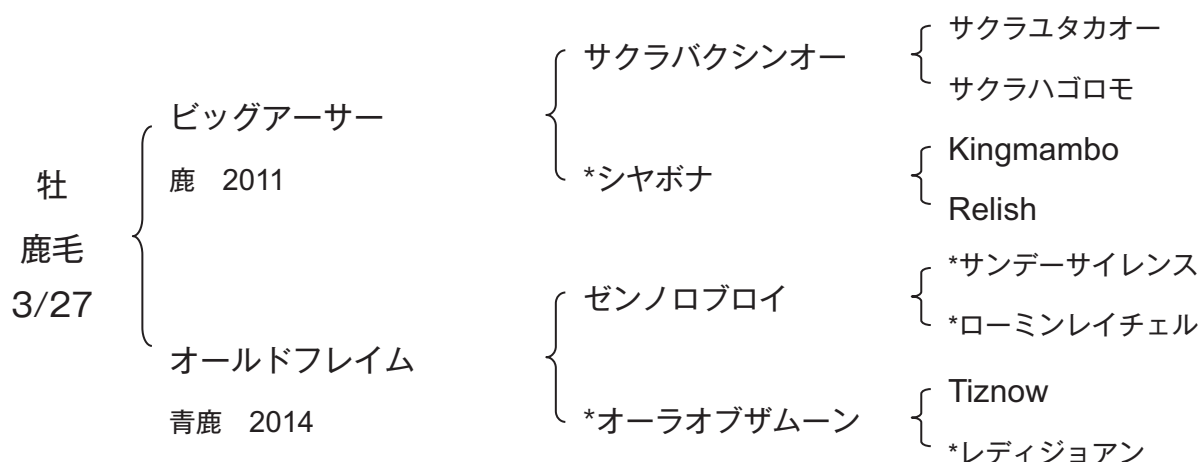 牡
鹿毛
3/27
ビッグアーサー
鹿 2011
オールドフレイム
青鹿 2014
サクラバクシンオー
*シヤボナ
ゼンノロブロイ
*オーラオブザムーン
サクラユタカオー
サクラハゴロモ
Kingmambo
Relish
*サンデーサイレンス
*ローミンレイチェル
Tiznow
*レディジョアン